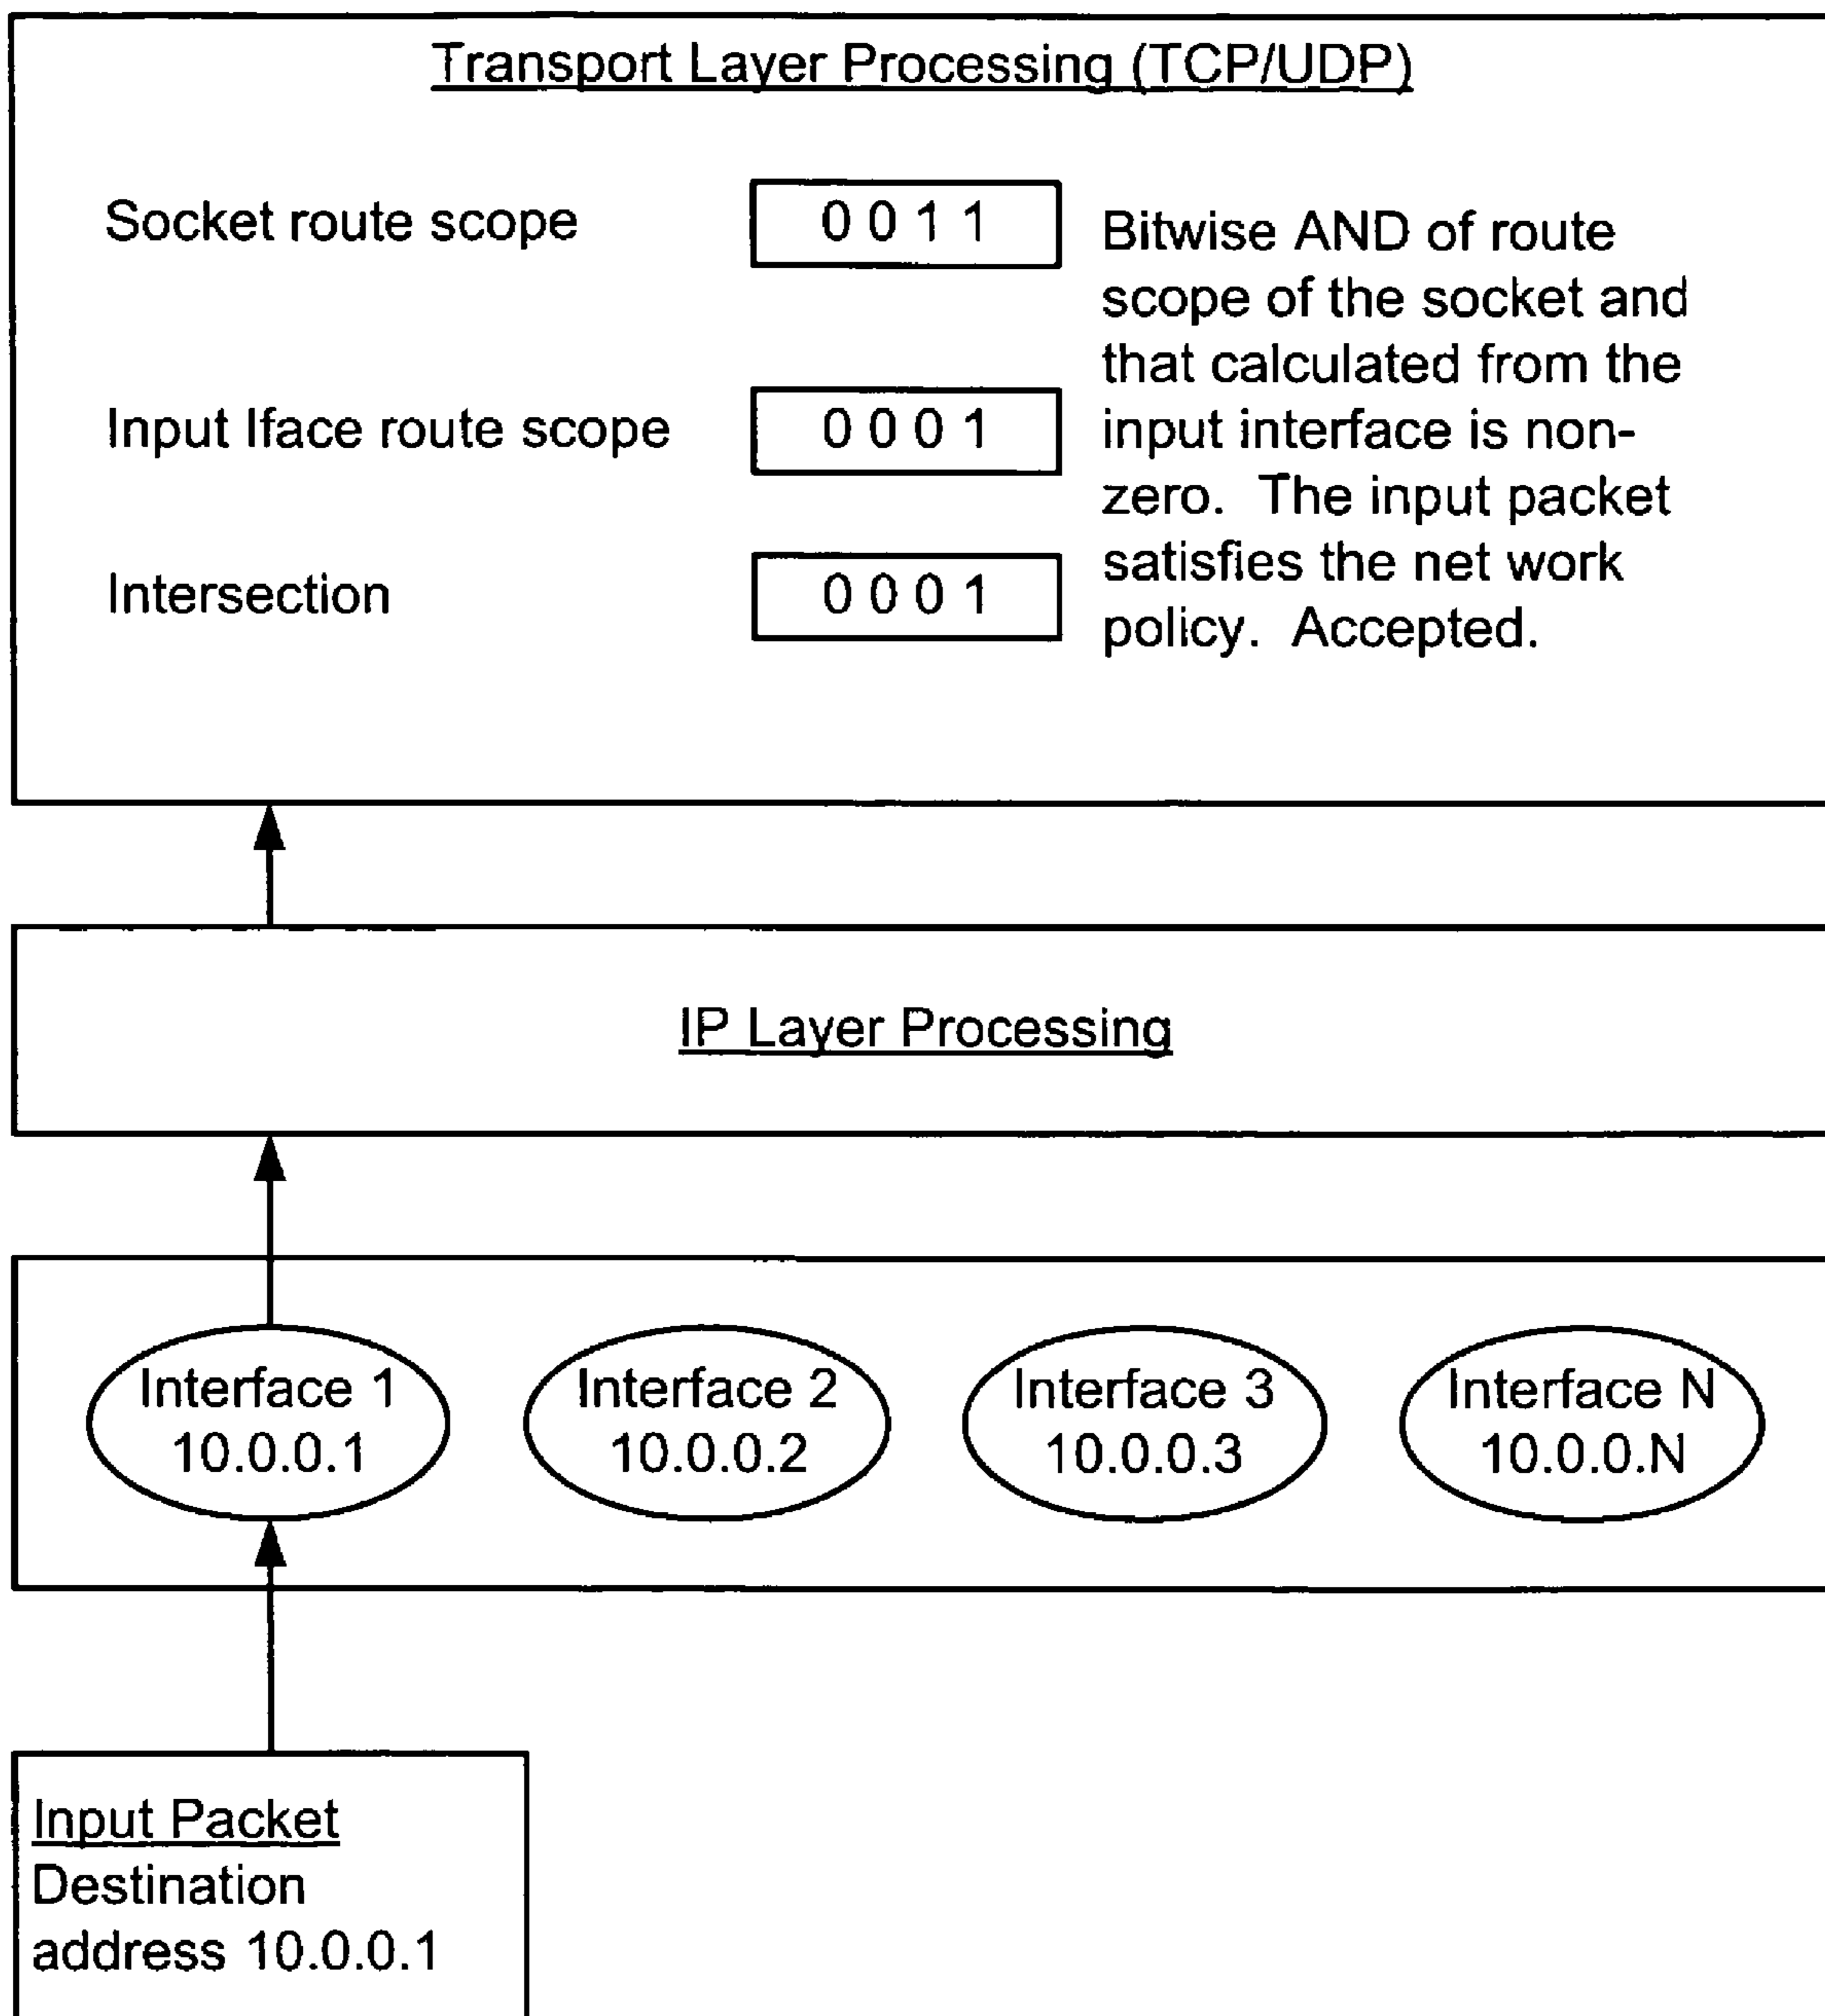 Transport Layer Processing (TCP/UDP)
Socket route scope
0 0 1 1
Input Iface route scope
0 0 0 1
Intersection
0 0 0 1
Bitwise AND of route
scope of the socket and
that calculated from the
input interface is non-
zero. The input packet
satisfies the net work
policy. Accepted.
IP Layer Processing
Interface 1
10.0.0.1
Interface 2
10.0.0.2
Interface 3
10.0.0.3
Interface N
10.0.0.N
Input Packet
Destination
address 10.0.0.1